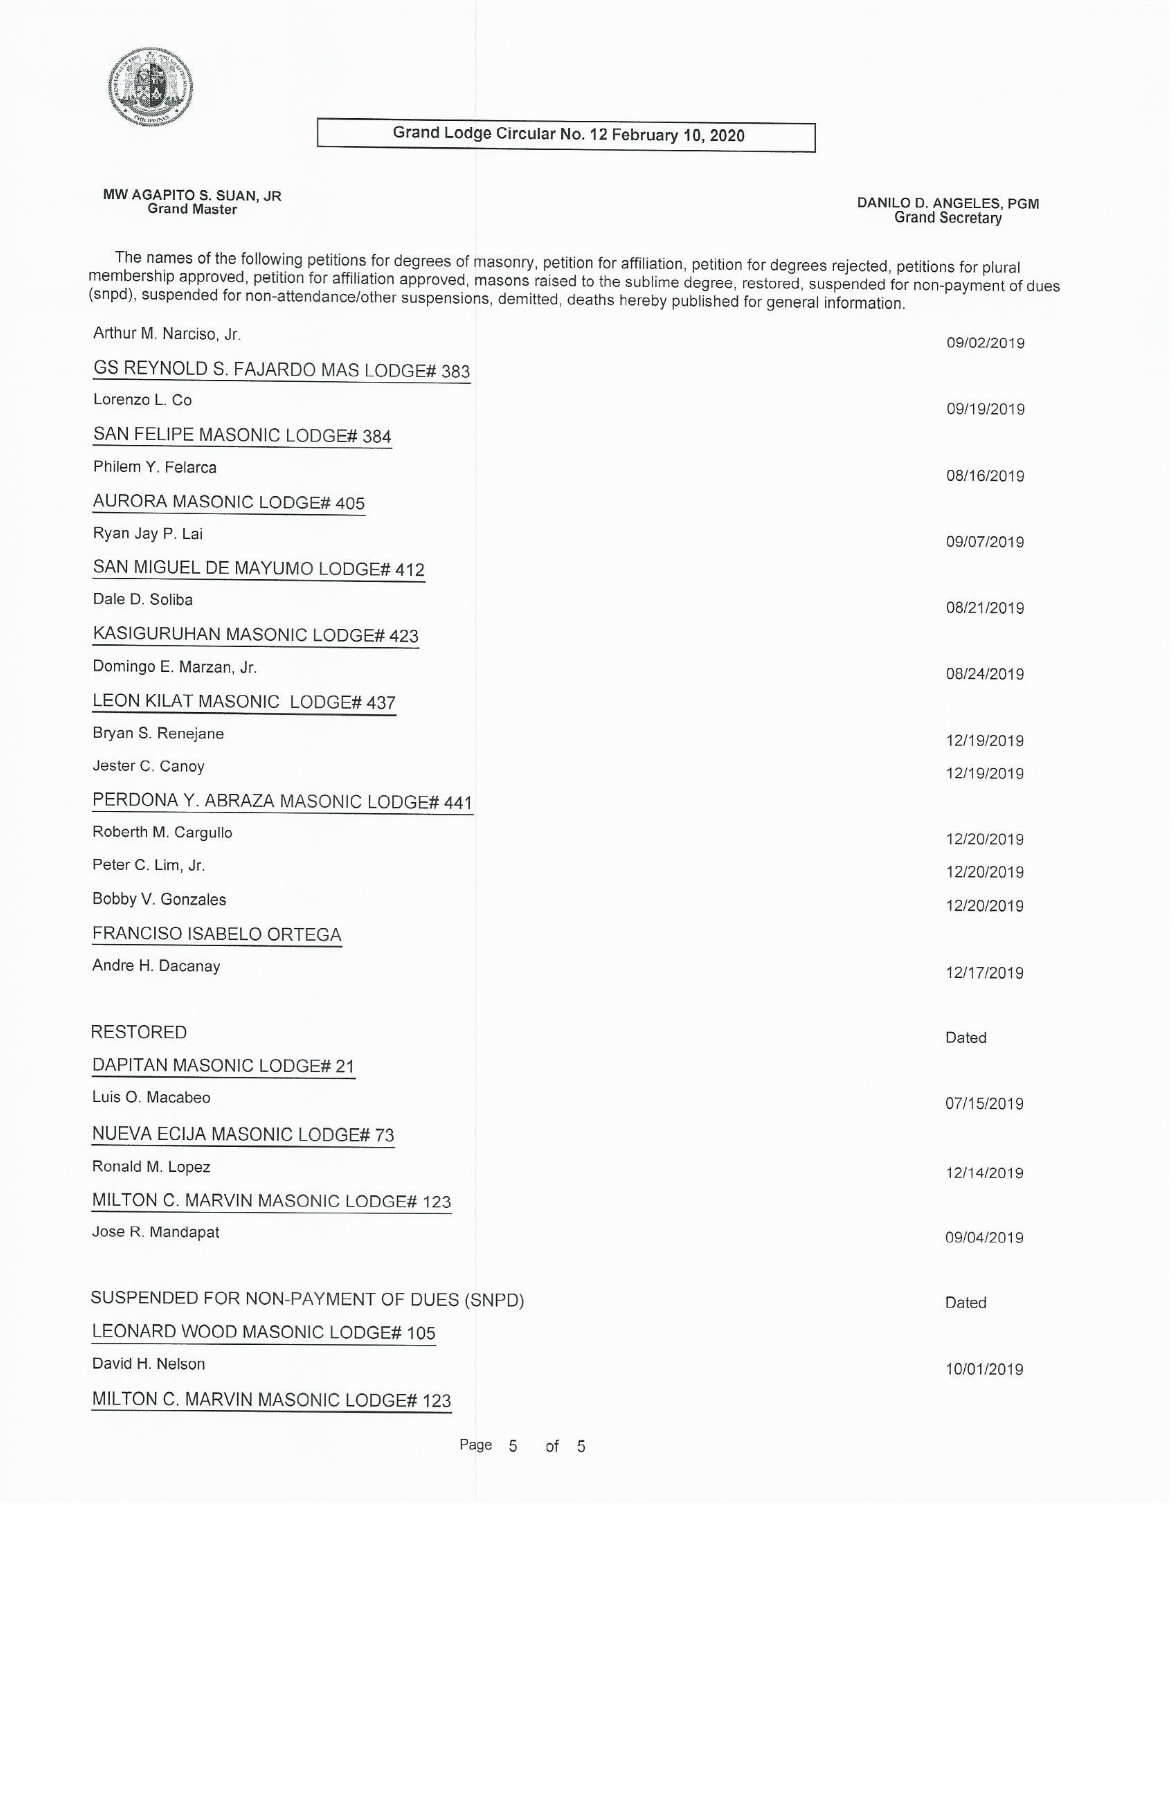 PHILIPPINES
Grand Lodge Circular No. 12 February 10, 2020
MW AGAPITO S. SUAN, JR
Grand Master
DANILO D. ANGELES, PGM
Grand Secretary
The names of the following petitions for degrees of masonry, petition for affiliation, petition for degrees rejected, petitions for plural
membership approved, petition for affiliation approved, masons raised to the sublime degree, restored, suspended for non-payment of dues
(snpd), suspended for non-attendance/other suspensions, demitted, deaths hereby published for general information.
Arthur M. Narciso, Jr. 09/02/2019
GS REYNOLD S. FAJARDO MAS LODGE# 383
Lorenzo L. Co 09/19/2019
SAN FELIPE MASONIC LODGE# 384
Philem Y. Felarca 08/16/2019
AURORA MASONIC LODGE# 405
Ryan Jay P. Lai 09/07/2019
SAN MIGUEL DE MAYUMO LODGE# 412
Dale D. Soliba 08/21/2019
KASIGURUHAN MASONIC LODGE# 423
Domingo E. Marzan, Jr. 08/24/2019
LEON KILAT MASONIC LODGE# 437
Bryan S. Renejane 12/19/2019
Jester C. Canoy 12/19/2019
PERDONA Y. ABRAZA MASONIC LODGE# 441
Roberth M. Cargullo 12/20/2019
Peter C. Lim, Jr. 12/20/2019
Bobby V. Gonzales 12/20/2019
FRANCISO ISABELO ORTEGA
Andre H. Dacanay 12/17/2019
RESTORED Dated
DAPITAN MASONIC LODGE# 21
Luis O. Macabeo 07/15/2019
NUEVA ECIJA MASONIC LODGE# 73
Ronald M. Lopez 12/14/2019
MILTON C. MARVIN MASONIC LODGE# 123
Jose R. Mandapat 09/04/2019
SUSPENDED FOR NON-PAYMENT OF DUES (SNPD) Dated
LEONARD WOOD MASONIC LODGE# 105
David H. Nelson 10/01/2019
MILTON C. MARVIN MASONIC LODGE# 123
Page 5 of 5